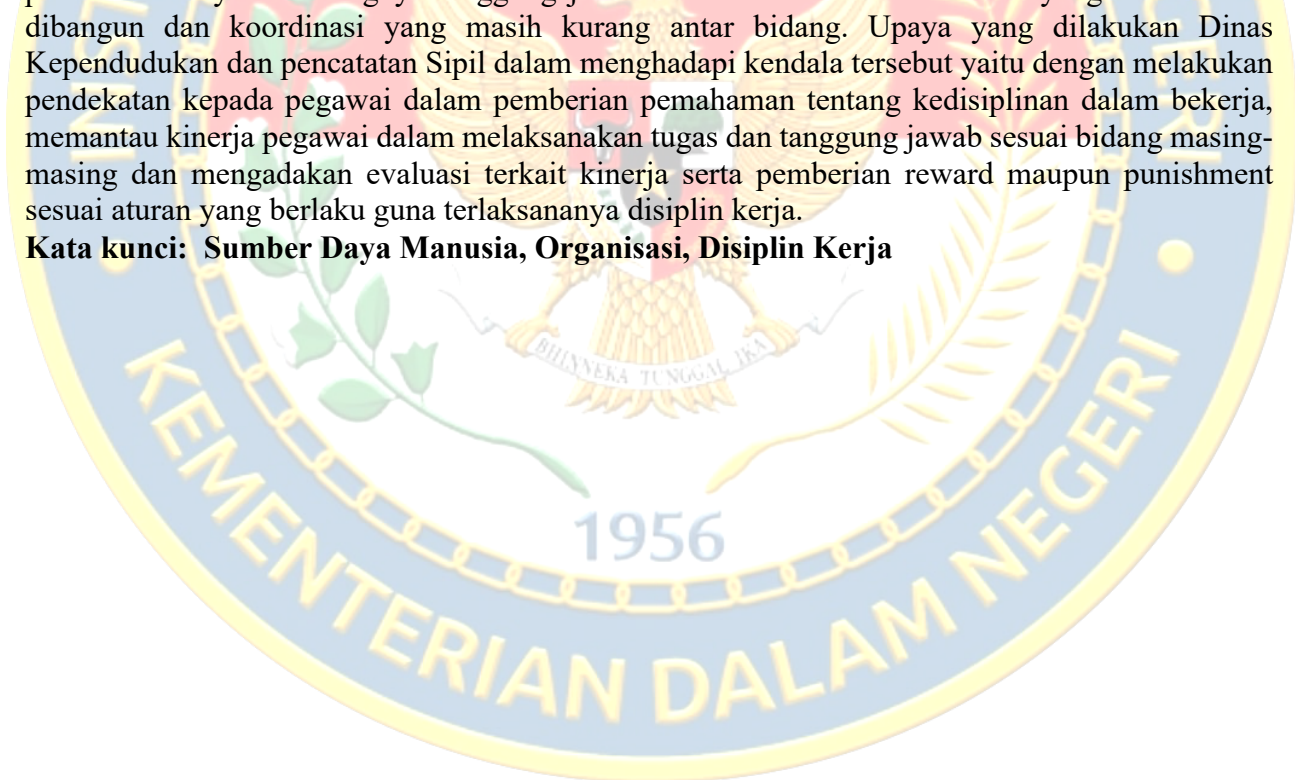 dibangun dan koordinasi yang masih kurang antar bidang. Upaya yang dilakukan Dinas
Kependudukan dan pencatatan Sipil dalam menghadapi kendala tersebut yaitu dengan melakukan
pendekatan kepada pegawai dalam pemberian pemahaman tentang kedisiplinan dalam bekerja,
memantau kinerja pegawai dalam melaksanakan tugas dan tanggung jawab sesuai bidang masing-
masing dan mengadakan evaluasi terkait kinerja serta pemberian reward maupun punishment
sesuai aturan yang berlaku guna terlaksananya disiplin kerja.
Kata kunci: Sumber Daya Manusia, Organisasi, Disiplin Kerja
BHINNEKA TUNGGAL IKA
1956
KEMENTERIAN DALAM NEGERI